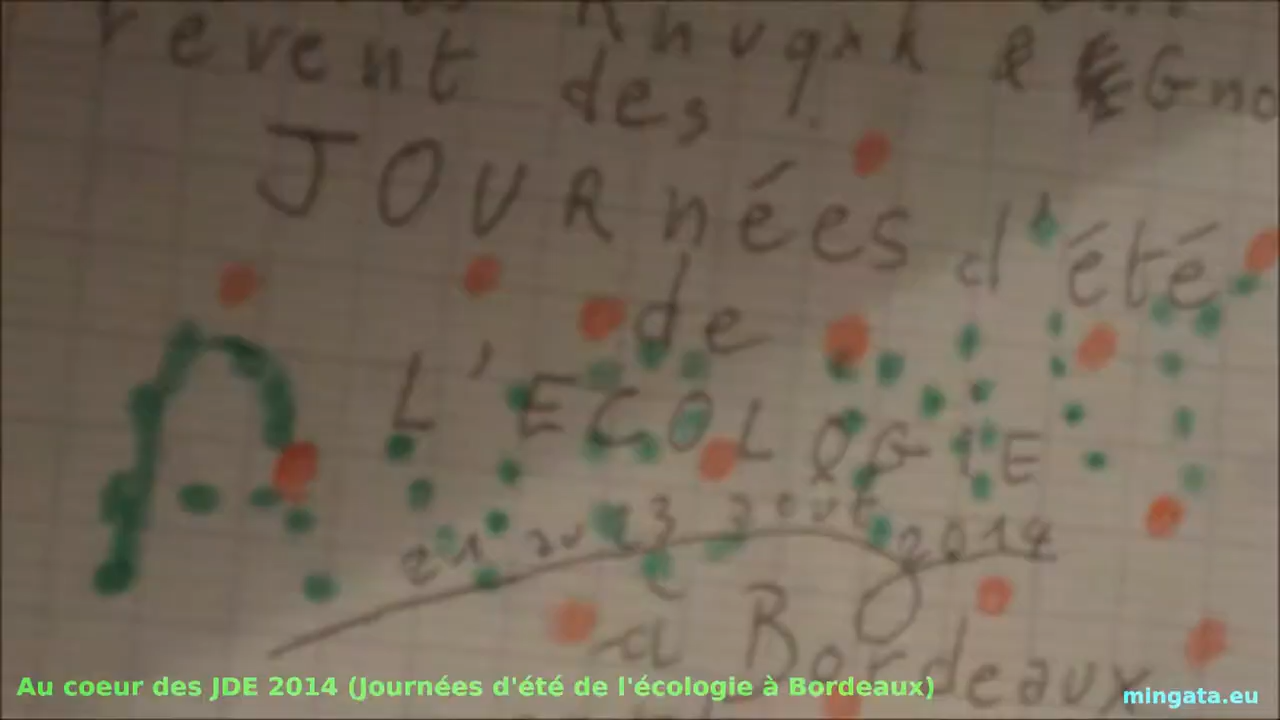 revent des
JOURnées d'été
de
L'ECOLOGIE
21 au 23 aout 2014
a Bordeaux
Au coeur des JDE 2014 (Journées d'été de l'écologie à Bordeaux)
mingata.eu